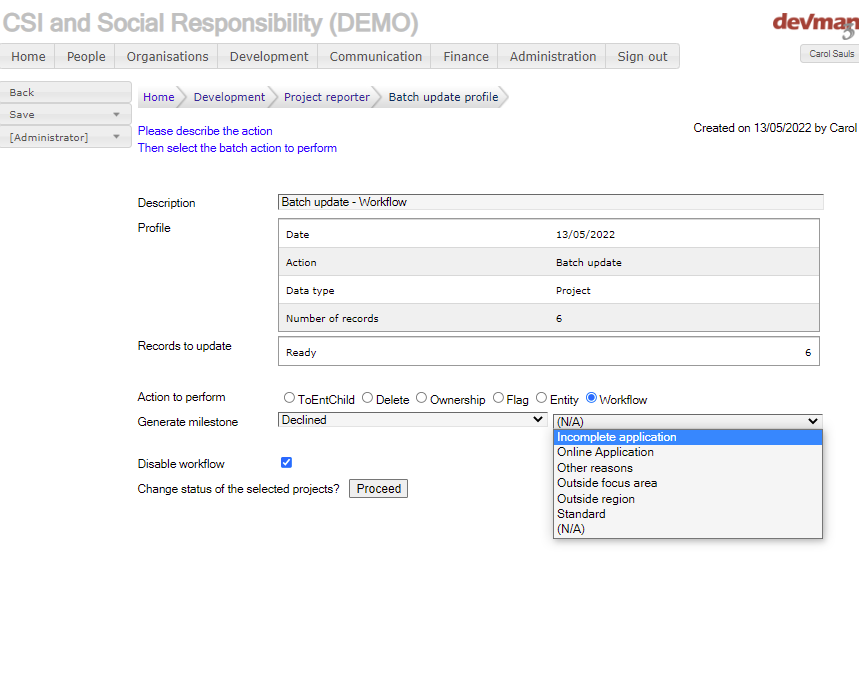 CSI and Social Responsibility (DEMO)
devman
3
Home People Organisations Development Communication Finance Administration Sign out
Carol Sauls
Back
Save
[Administrator]
Home Development Project reporter Batch update profile
Please describe the action
Then select the batch action to perform
Created on 13/05/2022 by Carol
Description Batch update - Workflow
Profile
Date 13/05/2022
Action Batch update
Data type Project
Number of records 6
Records to update
Ready 6
Action to perform ToEntChild Delete Ownership Flag Entity Workflow
Generate milestone Declined (N/A)
Incomplete application
Online Application
Other reasons
Outside focus area
Outside region
Standard
(N/A)
Disable workflow
Change status of the selected projects? Proceed